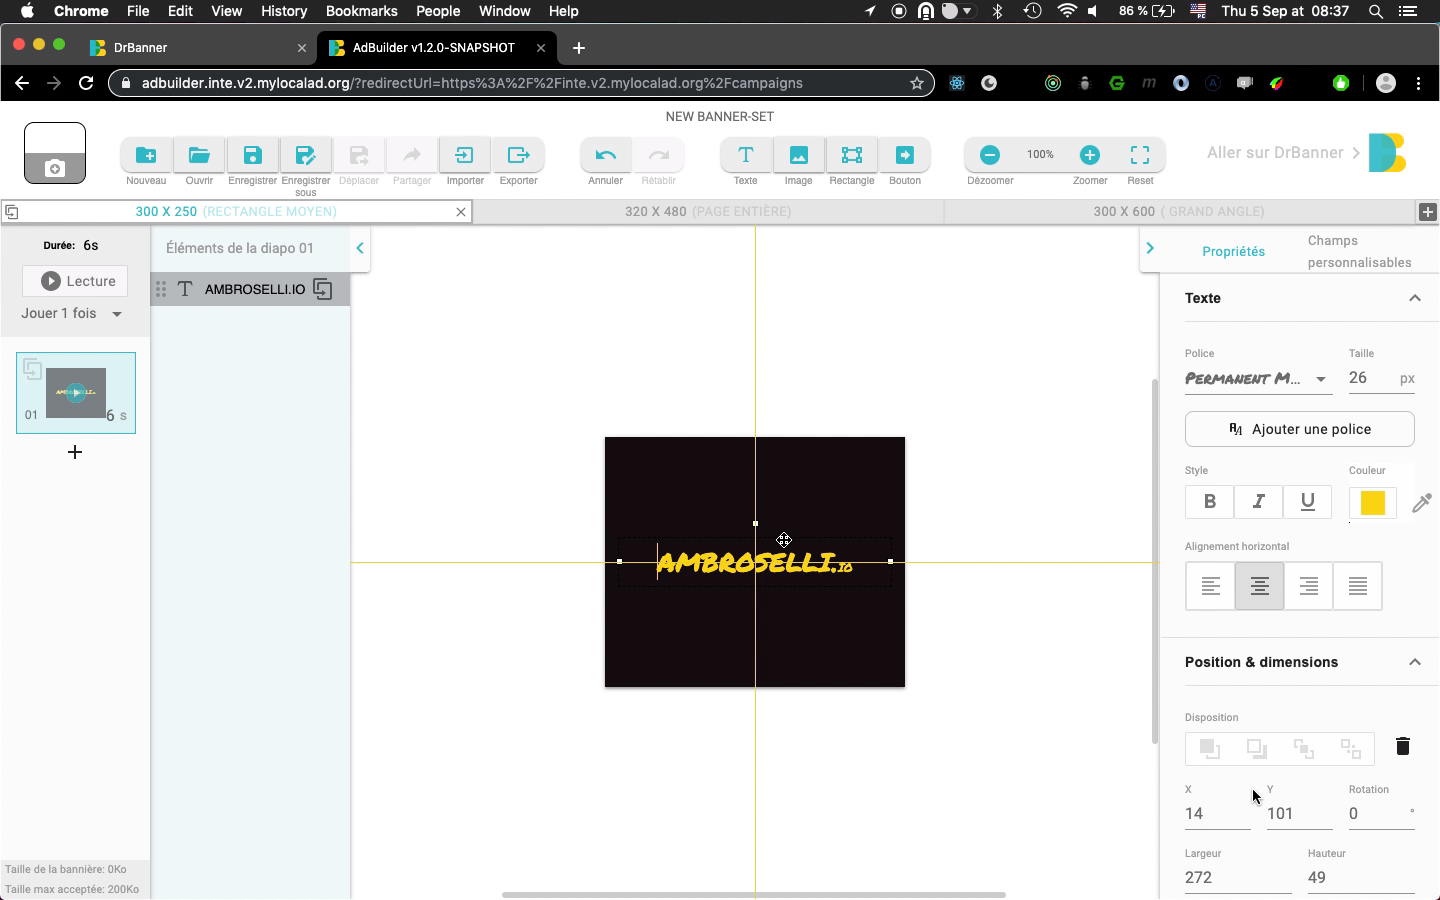 Chrome File Edit View History Bookmarks People Window Help 86 % Thu 5 Sep at 08:37
DrBanner AdBuilder v1.2.0-SNAPSHOT
adbuilder.inte.v2.mylocalad.org/?redirectUrl=https%3A%2F%2Finte.v2.mylocalad.org%2Fcampaigns
NEW BANNER-SET
100%
Aller sur DrBanner
Nouveau Ouvrir Enregistrer Enregistrer sous Déplacer Partager Importer Exporter Annuler Rétablir Texte Image Rectangle Bouton Dézoomer Zoomer Reset
300 X 250 (RECTANGLE MOYEN) 320 X 480 (PAGE ENTIÈRE) 300 X 600 ( GRAND ANGLE)
Durée: 6s
Lecture
Jouer 1 fois
01 6 s
Taille de la bannière: 0Ko
Taille max acceptée: 200Ko
Éléments de la diapo 01
AMBROSELLI.IO
AMBROSELLI.IO
Propriétés
Champs personnalisables
Texte
Police Taille
PERMANENT M... 26 px
Ajouter une police
Style Couleur
B I U
Alignement horizontal
Position & dimensions
Disposition
X Y Rotation
14 101 0 °
Largeur Hauteur
272 49